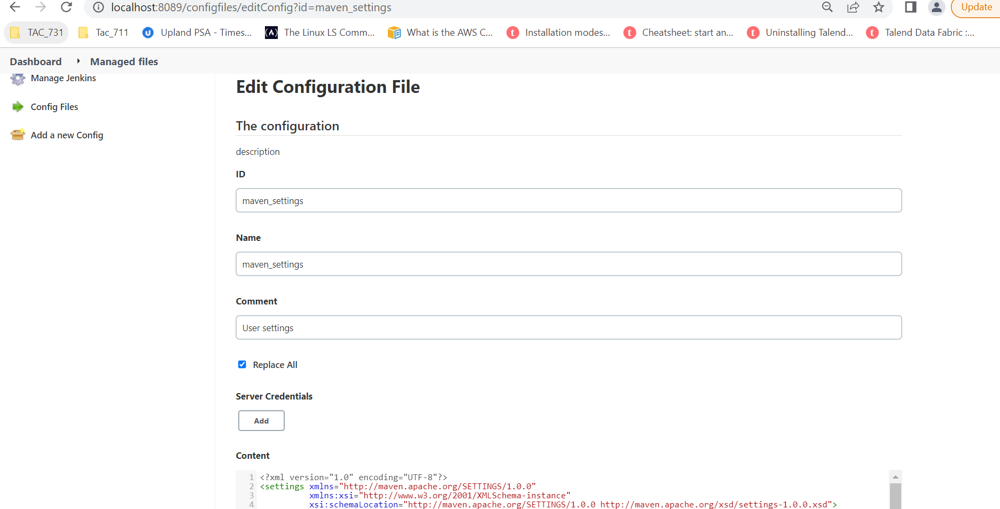 localhost:8089/configfiles/editConfig?id=maven_settings
Update
TAC_731
Tac_711
Upland PSA - Times...
The Linux LS Comm...
What is the AWS C...
Installation modes...
Cheatsheet: start an...
Uninstalling Talend...
Talend Data Fabric :...
Dashboard
Managed files
Manage Jenkins
Config Files
Add a new Config
Edit Configuration File
The configuration
description
ID
maven_settings
Name
maven_settings
Comment
User settings
Replace All
Server Credentials
Add
Content
1 <?xml version="1.0" encoding="UTF-8"?>
2 <settings xmlns="http://maven.apache.org/SETTINGS/1.0.0"
3 xmlns:xsi="http://www.w3.org/2001/XMLSchema-instance"
4 xsi:schemaLocation="http://maven.apache.org/SETTINGS/1.0.0 http://maven.apache.org/xsd/settings-1.0.0.xsd">